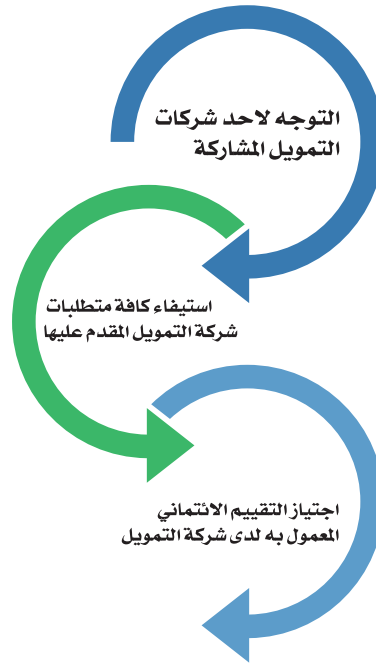 التوجه لاحد شركات
التمويل المشاركة
استيفاء كافة متطلبات
شركة التمويل المقدم عليها
اجتياز التقييم الائتماني
المعمول به لدى شركة التمويل